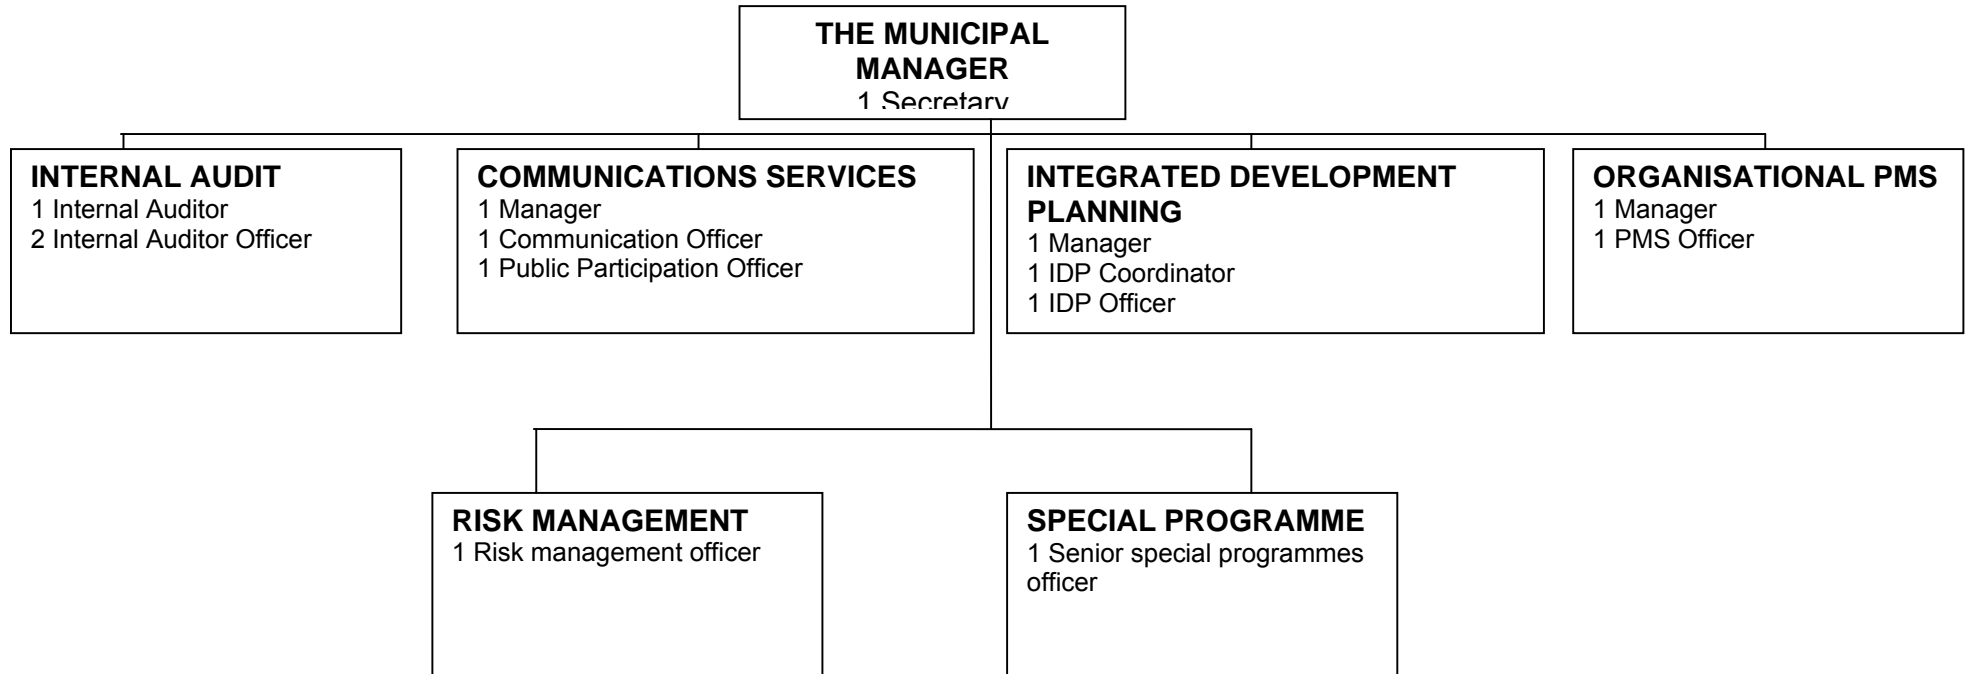 THE MUNICIPAL
MANAGER
1 Secretary
INTERNAL AUDIT
1 Internal Auditor
2 Internal Auditor Officer
COMMUNICATIONS SERVICES
1 Manager
1 Communication Officer
1 Public Participation Officer
INTEGRATED DEVELOPMENT
PLANNING
1 Manager
1 IDP Coordinator
1 IDP Officer
ORGANISATIONAL PMS
1 Manager
1 PMS Officer
RISK MANAGEMENT
1 Risk management officer
SPECIAL PROGRAMME
1 Senior special programmes
officer